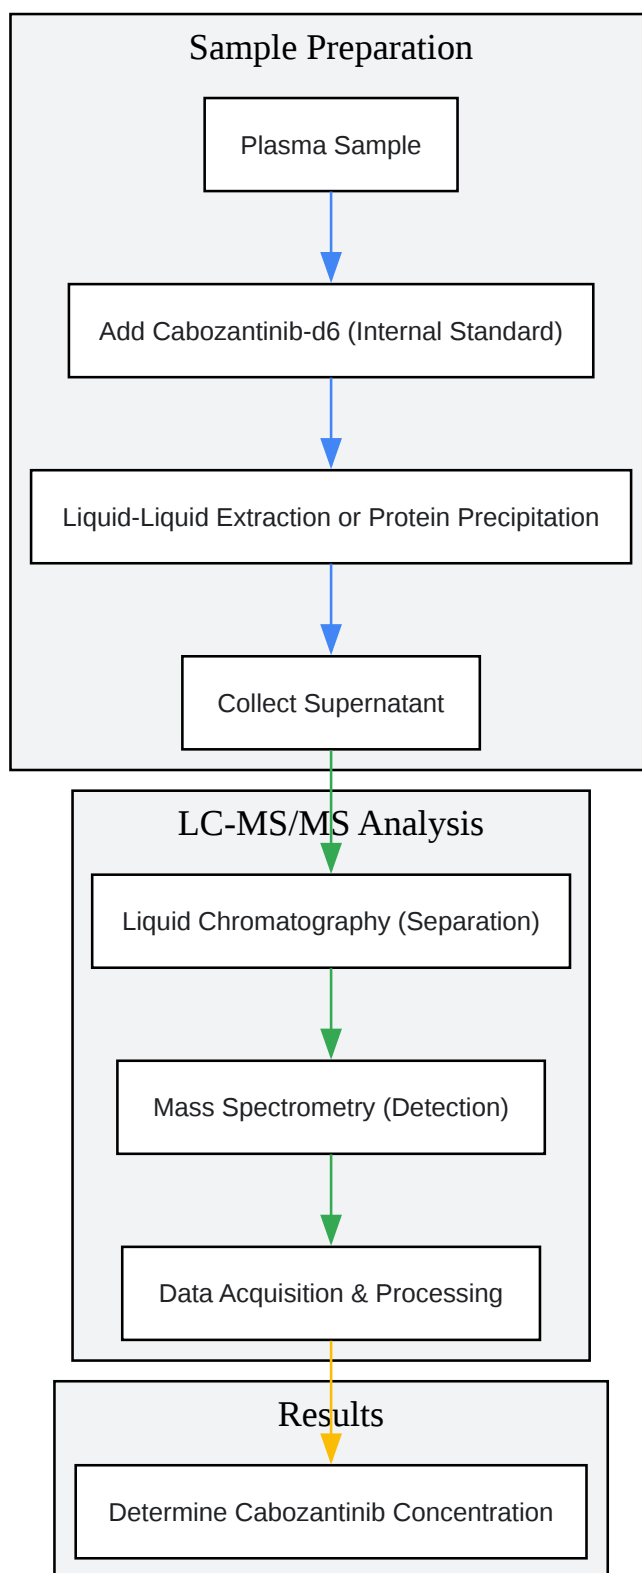 Sample Preparation
Plasma Sample
Add Cabozantinib-d6 (Internal Standard)
Liquid-Liquid Extraction or Protein Precipitation
Collect Supernatant
LC-MS/MS Analysis
Liquid Chromatography (Separation)
Mass Spectrometry (Detection)
Data Acquisition & Processing
Results
Determine Cabozantinib Concentration